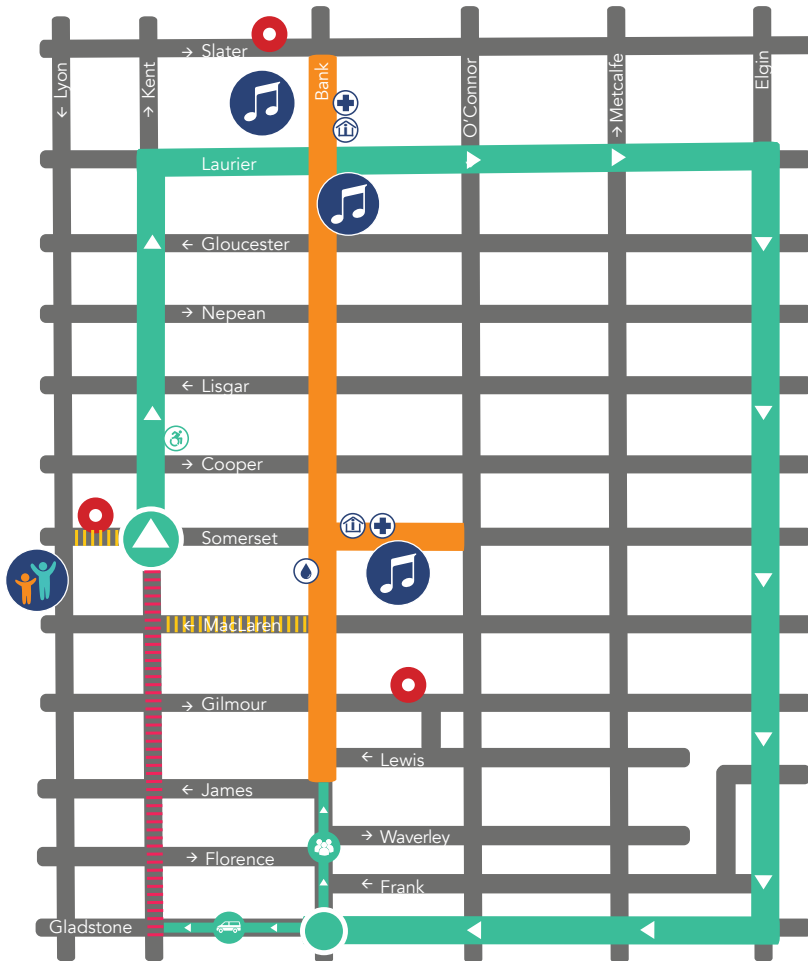 → Slater
← Lyon
→ Kent
Bank
O'Connor
→ Metcalfe
Elgin
Laurier
← Gloucester
→ Nepean
← Lisgar
→ Cooper
Somerset
← MacLaren
→ Gilmour
← Lewis
← James
→ Waverley
→ Florence
← Frank
Gladstone